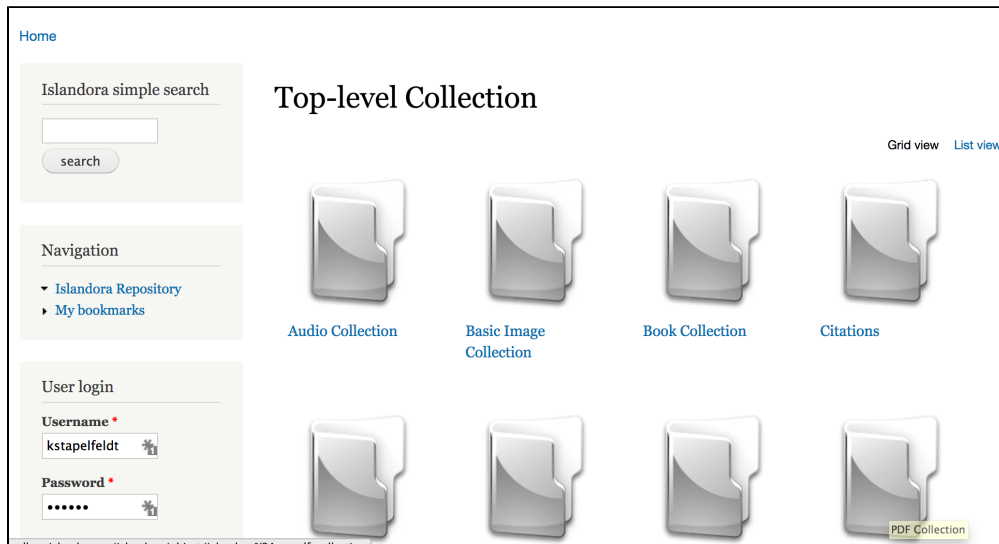 Home
Islandora simple search
search
Navigation
Islandora Repository
My bookmarks
User login
Username *
kstapelfeldt
Password *
Top-level Collection
Grid view List view
Audio Collection
Basic Image
Collection
Book Collection
Citations
PDF Collection